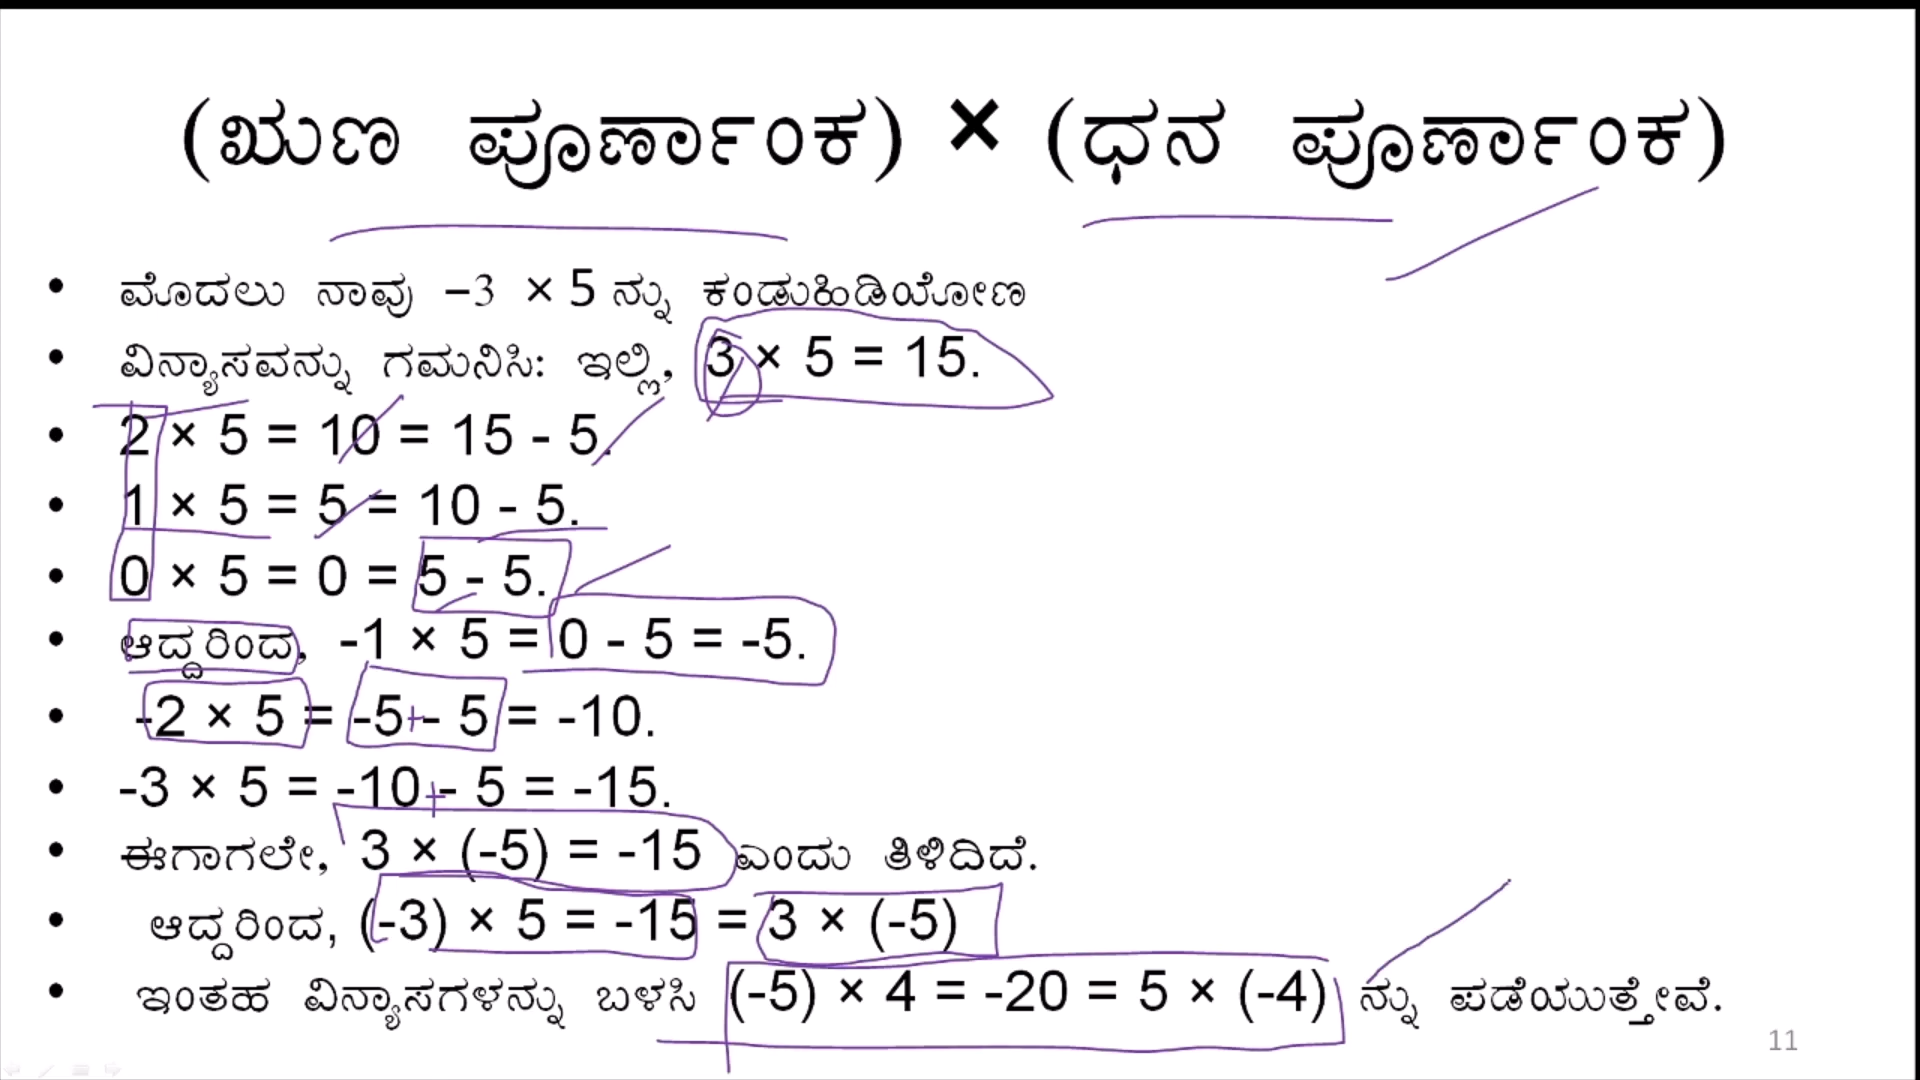 (ಋಣ ಪೂರ್ಣಾಂಕ) × (ಧನ ಪೂರ್ಣಾಂಕ)
• ಮೊದಲು ನಾವು −3 × 5 ನ್ನು ಕಂಡುಹಿಡಿಯೋಣ
• ವಿನ್ಯಾಸವನ್ನು ಗಮನಿಸಿ: ಇಲ್ಲಿ, 3 × 5 = 15.
• 2 × 5 = 10 = 15 - 5.
• 1 × 5 = 5 = 10 - 5.
• 0 × 5 = 0 = 5 - 5.
• ಆದ್ದರಿಂದ, -1 × 5 = 0 - 5 = -5.
• -2 × 5 = -5 - 5 = -10.
• -3 × 5 = -10 - 5 = -15.
• ಈಗಾಗಲೇ, 3 × (-5) = -15 ಎಂದು ತಿಳಿದಿದೆ.
• ಆದ್ದರಿಂದ, (-3) × 5 = -15 = 3 × (-5)
• ಇಂತಹ ವಿನ್ಯಾಸಗಳನ್ನು ಬಳಸಿ (-5) × 4 = -20 = 5 × (-4) ನ್ನು ಪಡೆಯುತ್ತೇವೆ.
11